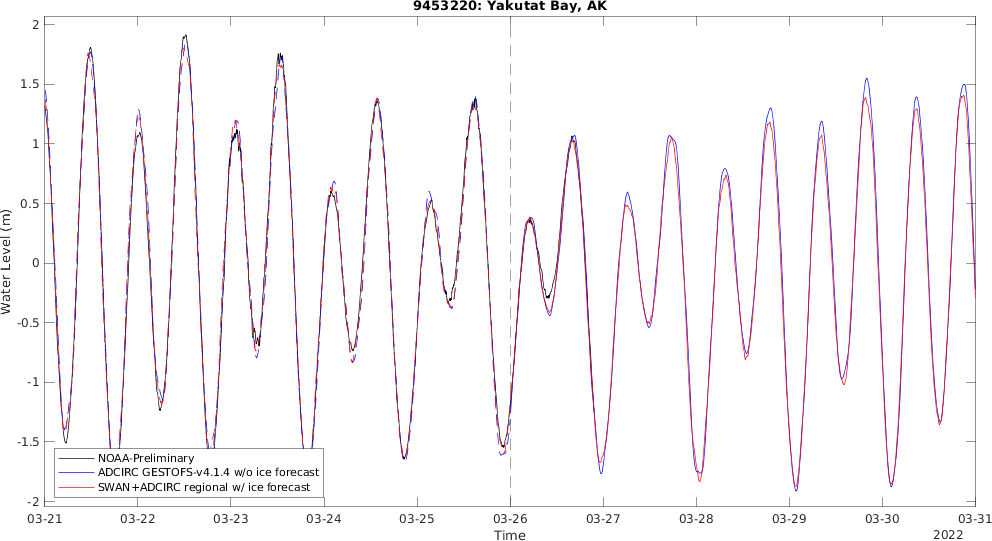 9453220: Yakutat Bay, AK
2
1.5
1
0.5
0
-0.5
-1
-1.5
-2
Water Level (m)
NOAA-Preliminary
ADCIRC GESTOFS-v4.1.4 w/o ice forecast
SWAN+ADCIRC regional w/ ice forecast
03-21 03-22 03-23 03-24 03-25 03-26 03-27 03-28 03-29 03-30 03-31
Time
2022